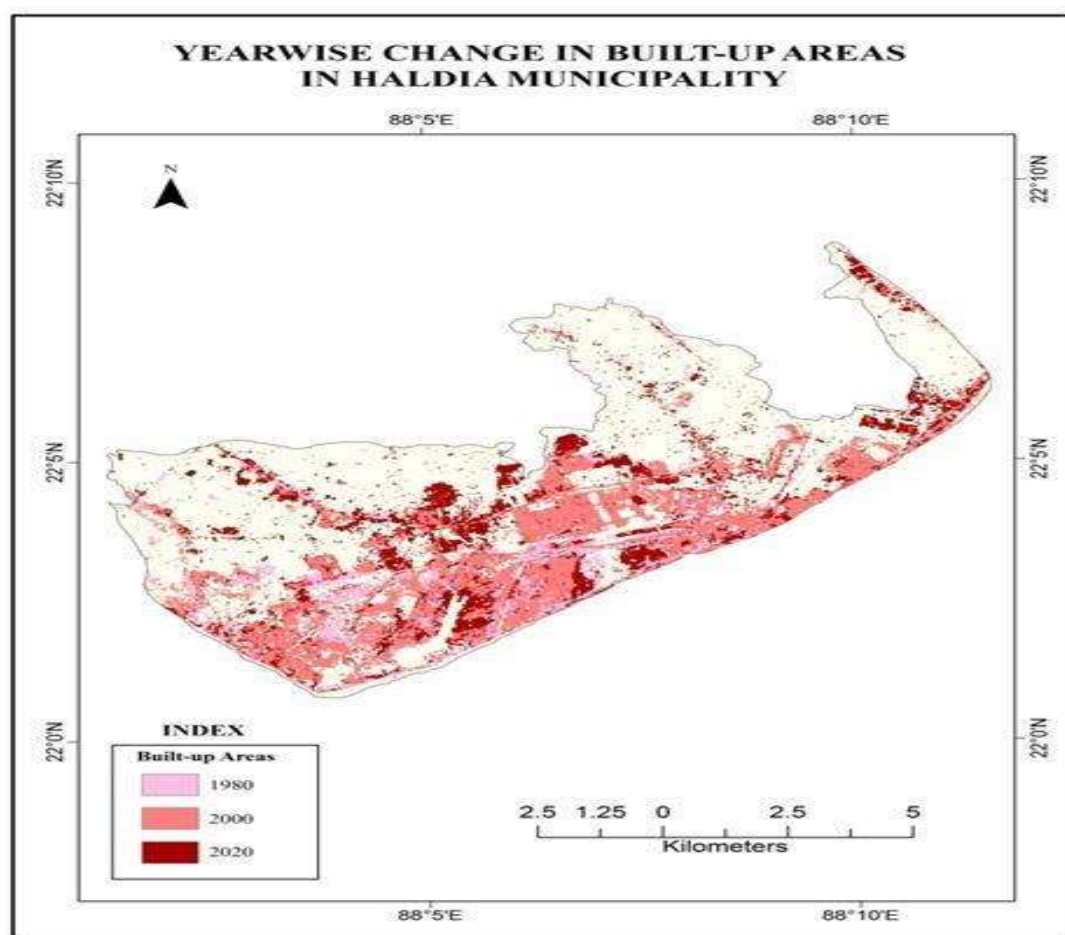 YEARWISE CHANGE IN BUILT-UP AREAS
IN HALDIA MUNICIPALITY
88°5'E 88°10'E
N
22°10'N 22°10'N
22°5'N 22°5'N
22°0'N 22°0'N
INDEX
Built-up Areas
1980
2000
2020
2.5 1.25 0 2.5 5
Kilometers
88°5'E 88°10'E